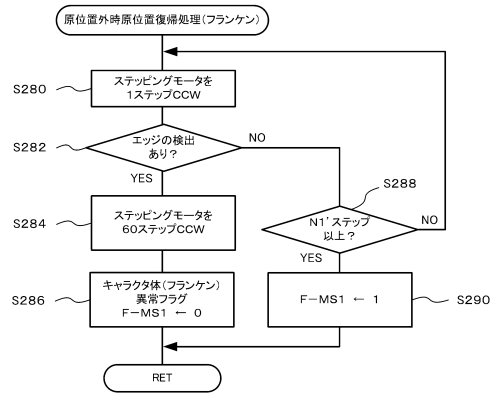 原位置外時原位置復帰処理(フランケン)
S280
ステッピングモータを
1ステップCCW
S282
エッジの検出
あり?
NO
YES
S284
ステッピングモータを
60ステップCCW
S288
N1'ステップ
以上?
NO
YES
S286
キャラクタ体(フランケン)
異常フラグ
F-MS1 ← 0
F-MS1 ← 1
S290
RET